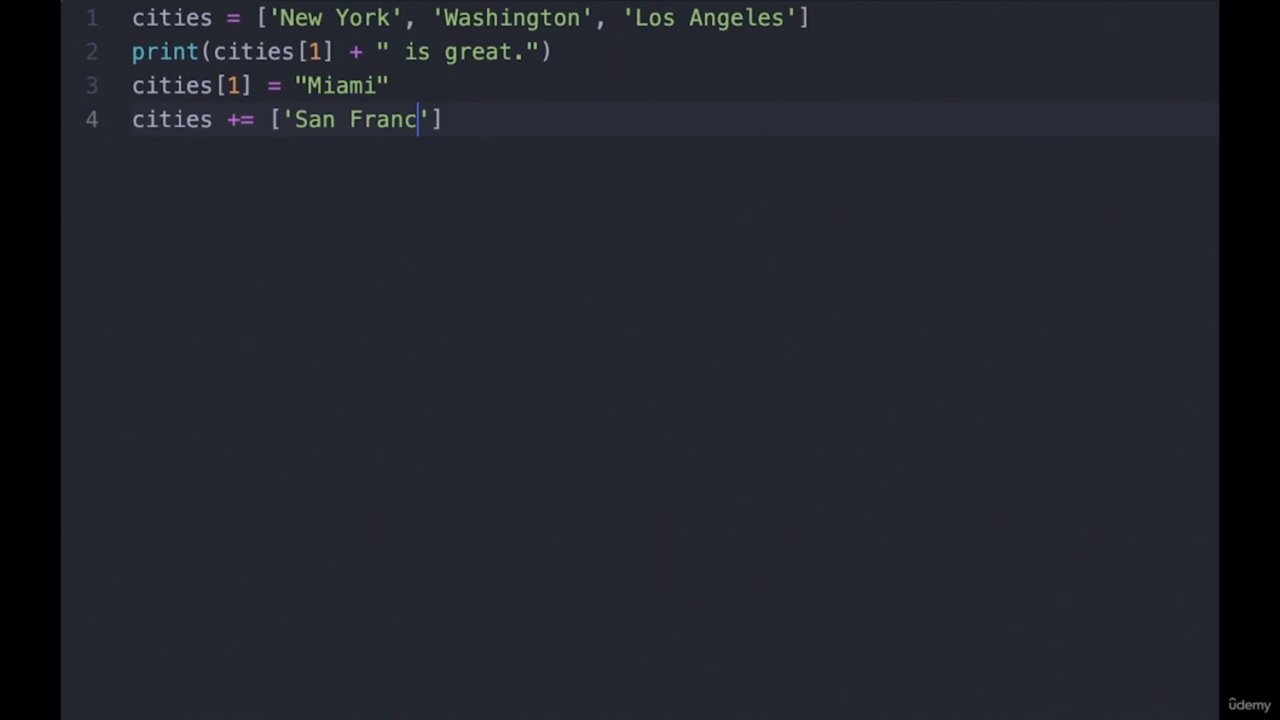 1 cities = ['New York', 'Washington', 'Los Angeles']
2 print(cities[1] + " is great.")
3 cities[1] = "Miami"
4 cities += ['San Franc']
ûdemy